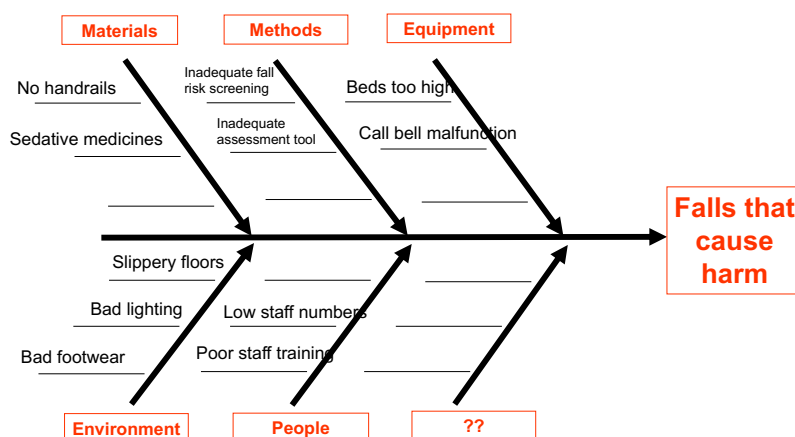 Materials
Methods
Equipment
No handrails
Inadequate fall
risk screening
Beds too high
Sedative medicines
Inadequate
assessment tool
Call bell malfunction
Falls that
cause
harm
Slippery floors
Bad lighting
Low staff numbers
Bad footwear
Poor staff training
Environment
People
??